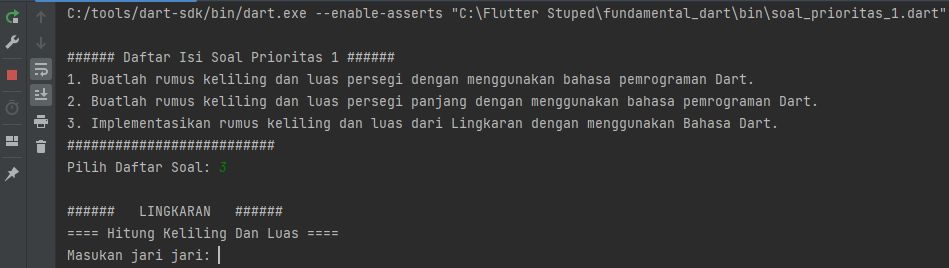 C:/tools/dart-sdk/bin/dart.exe --enable-asserts "C:\Flutter Stuped\fundamental_dart\bin\soal_prioritas_1.dart"
###### Daftar Isi Soal Prioritas 1 ######
1. Buatlah rumus keliling dan luas persegi dengan menggunakan bahasa pemrograman Dart.
2. Buatlah rumus keliling dan luas persegi panjang dengan menggunakan bahasa pemrograman Dart.
3. Implementasikan rumus keliling dan luas dari Lingkaran dengan menggunakan Bahasa Dart.
##########################
Pilih Daftar Soal: 3
######   LINGKARAN   ######
==== Hitung Keliling Dan Luas ====
Masukan jari jari: